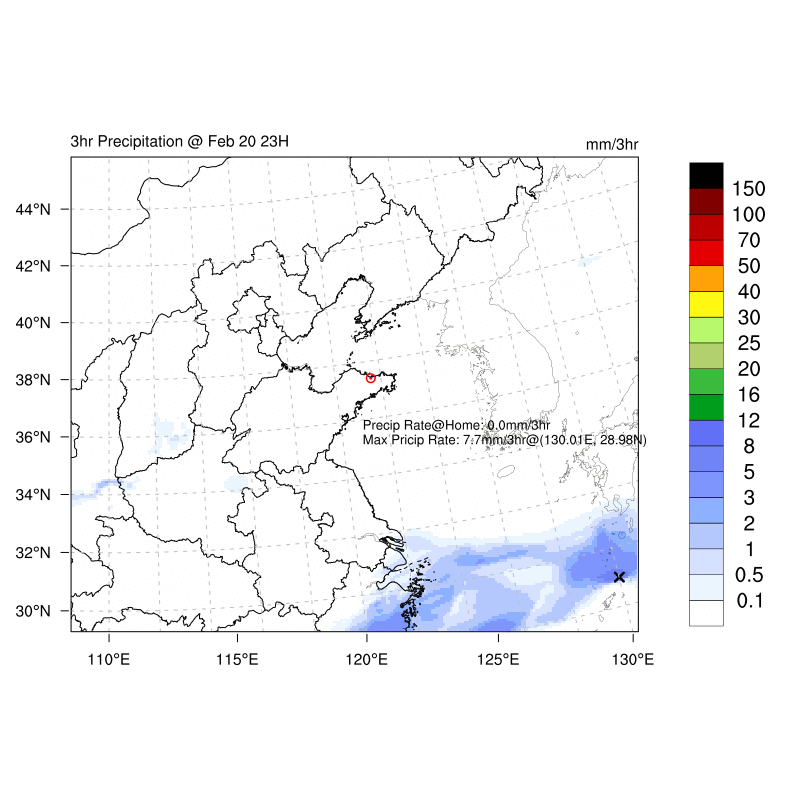 3hr Precipitation @ Feb 20 23H
mm/3hr
44°N
42°N
40°N
38°N
36°N
34°N
32°N
30°N
Precip Rate@Home: 0.0mm/3hr
Max Pricip Rate: 7.7mm/3hr@(130.01E, 28.98N)
110°E
115°E
120°E
125°E
130°E
150
100
70
50
40
30
25
20
16
12
8
5
3
2
1
0.5
0.1